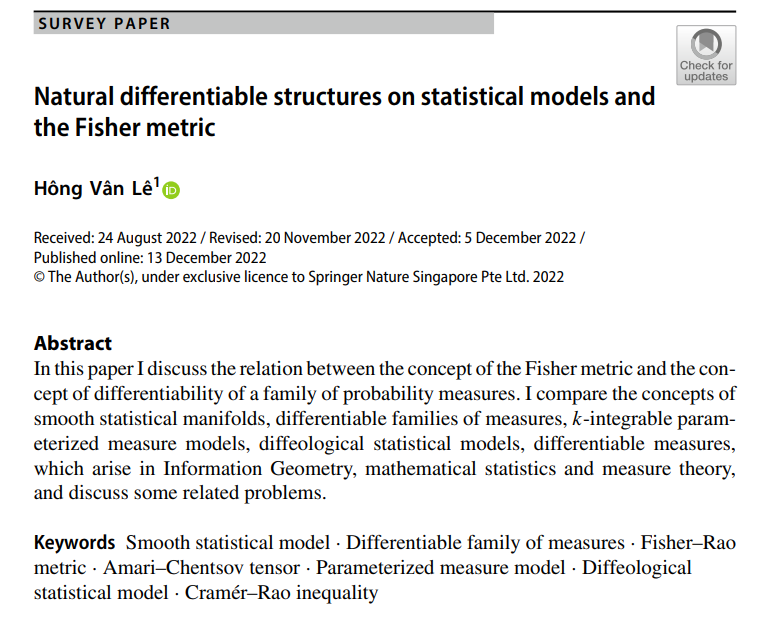 SURVEY PAPER
Check for
updates
Natural differentiable structures on statistical models and
the Fisher metric
Hông Vân Lê1 iD
Received: 24 August 2022 / Revised: 20 November 2022 / Accepted: 5 December 2022 /
Published online: 13 December 2022
© The Author(s), under exclusive licence to Springer Nature Singapore Pte Ltd. 2022
Abstract
In this paper I discuss the relation between the concept of the Fisher metric and the con-
cept of differentiability of a family of probability measures. I compare the concepts of
smooth statistical manifolds, differentiable families of measures, k-integrable param-
eterized measure models, diffeological statistical models, differentiable measures,
which arise in Information Geometry, mathematical statistics and measure theory,
and discuss some related problems.
Keywords Smooth statistical model · Differentiable family of measures · Fisher–Rao
metric · Amari–Chentsov tensor · Parameterized measure model · Diffeological
statistical model · Cramér–Rao inequality